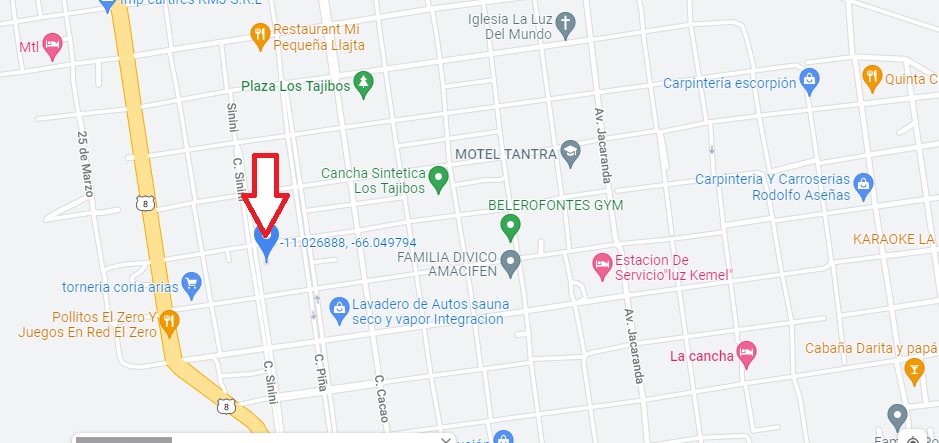 Imp curtires RMS S.R.L
Iglesia La Luz
Del Mundo
Restaurant Mi
Pequeña Llajta
Mtl
Plaza Los Tajibos
Carpintería escorpión
Quinta C
Sinini
25 de Marzo
Av. Jacaranda
MOTEL TANTRA
C. Sinini
Cancha Sintetica
Los Tajibos
Carpinteria Y Carroserias
Rodolfo Aseñas
8
BELEROFONTES GYM
-11.026888, -66.049794
KARAOKE LA
FAMILIA DIVICO
AMACIFEN
Estacion De
Servicio"luz Kemel"
torneria coria arias
Lavadero de Autos sauna
seco y vapor Integracion
Pollitos El Zero Y
Juegos En Red El Zero
Av. Jacaranda
C. Sinini
C. Piña
C. Cacao
La cancha
Cabaña Darita y papá
8
Familia Po